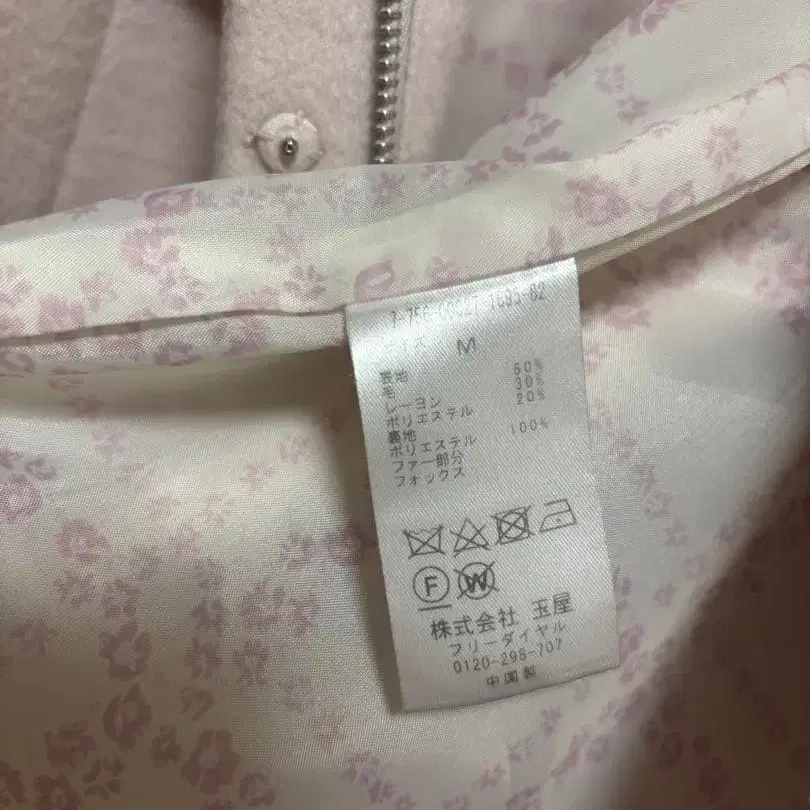 サイズ M
表地
毛 50%
レーヨン 30%
ポリエステル 20%
裏地
ポリエステル 100%
ファー部分
フォックス
F W
株式会社 玉屋
フリーダイヤル
0120-298-707
中国製